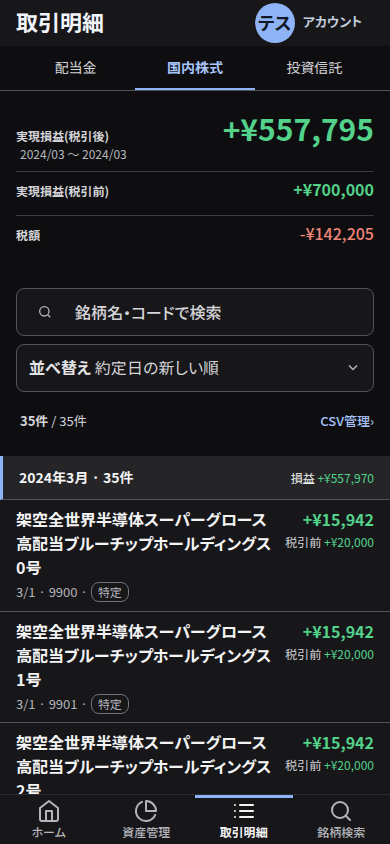 取引明細
テス アカウント
配当金 国内株式 投資信託
実現損益(税引後) +¥557,795
2024/03 〜 2024/03
実現損益(税引前) +¥700,000
税額 -¥142,205
銘柄名・コードで検索
並べ替え 約定日の新しい順
35件 / 35件 CSV管理›
2024年3月・35件 損益 +¥557,970
架空全世界半導体スーパーグロース +¥15,942
高配当ブルーチップホールディングス 税引前 +¥20,000
0号
3/1・9900・ 特定
架空全世界半導体スーパーグロース +¥15,942
高配当ブルーチップホールディングス 税引前 +¥20,000
1号
3/1・9901・ 特定
架空全世界半導体スーパーグロース +¥15,942
高配当ブルーチップホールディングス 税引前 +¥20,000
2号
ホーム 資産管理 取引明細 銘柄検索